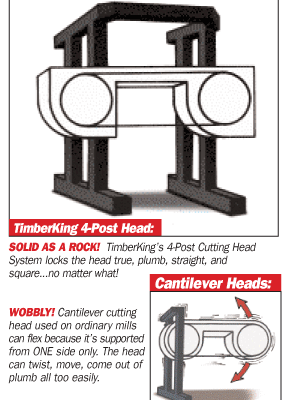 TimberKing 4-Post Head:
SOLID AS A ROCK! TimberKing's 4-Post Cutting Head
System locks the head true, plumb, straight, and
square...no matter what!
Cantilever Heads:
WOBBLY! Cantilever cutting
head used on ordinary mills
can flex because it's supported
from ONE side only. The head
can twist, move, come out of
plumb all too easily.